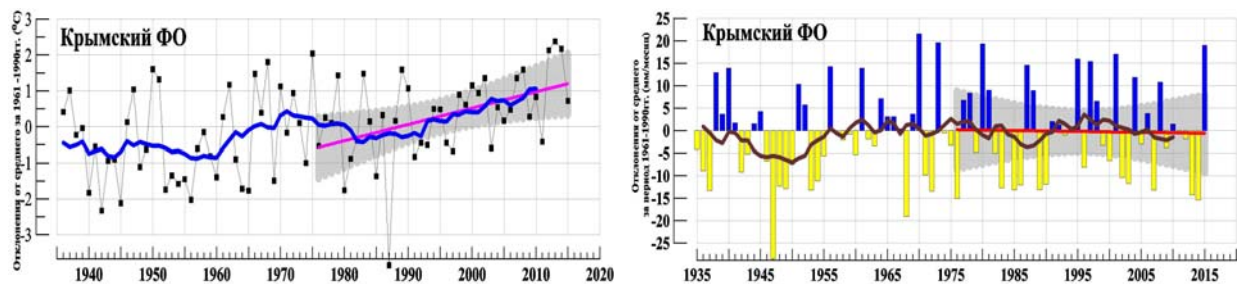 Крымский ФО
Отклонения от среднего за 1961 -1990гг. (°C)
3
2
1
0
-1
-2
-3
1940 1950 1960 1970 1980 1990 2000 2010 2020
Крымский ФО
Отклонения от среднего
за период 1961-1990гг. (мм/месяц)
25
20
15
10
5
0
-5
-10
-15
-20
-25
1935 1945 1955 1965 1975 1985 1995 2005 2015